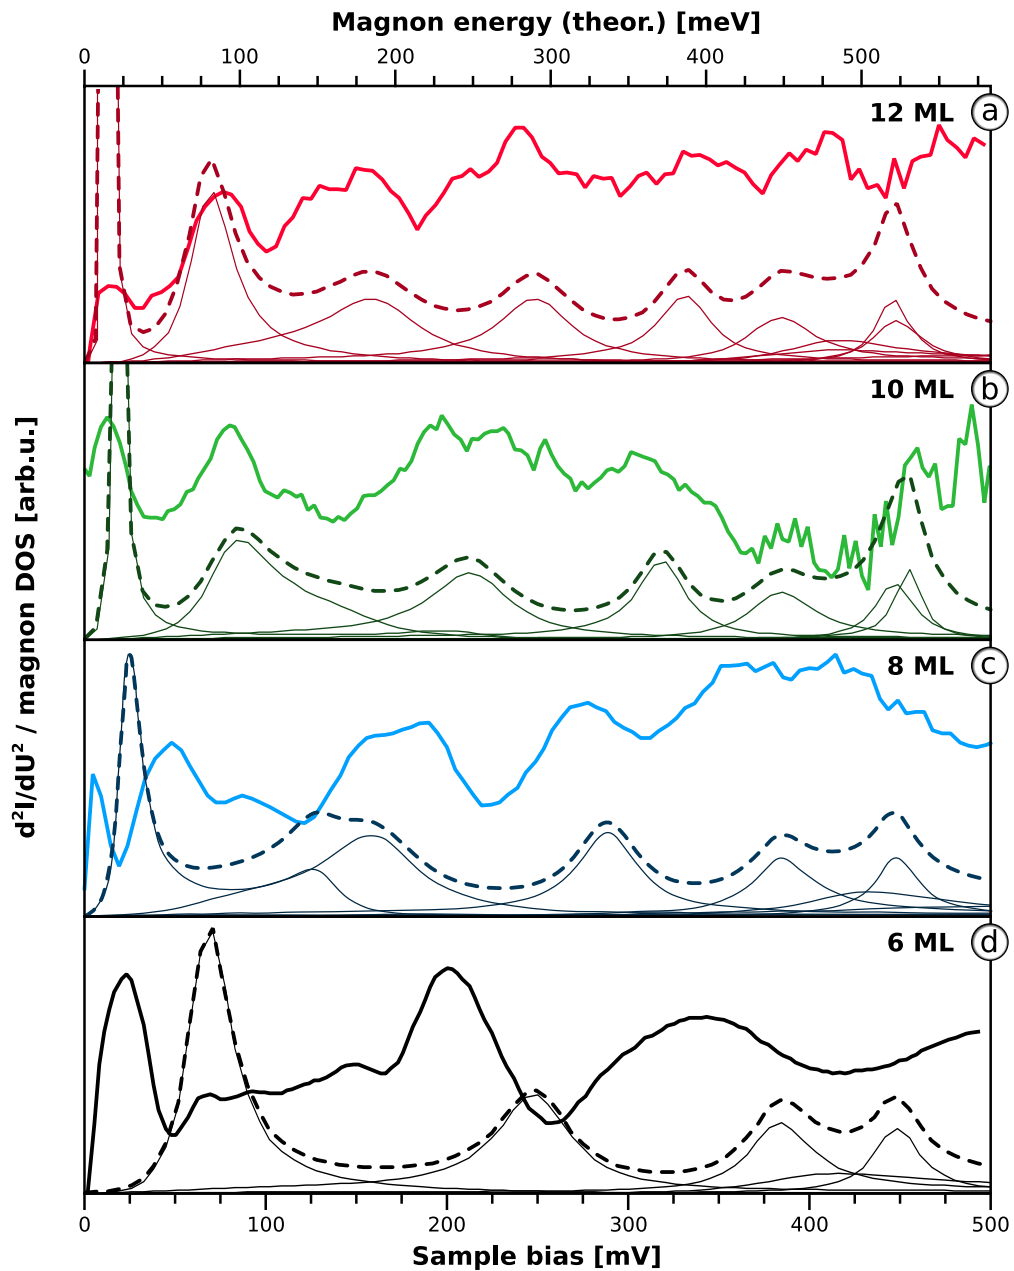 Magnon energy (theor.) [meV]
0 100 200 300 400 500
12 ML a
10 ML b
d²I/dU² / magnon DOS [arb.u.]
8 ML c
6 ML d
0 100 200 300 400 500
Sample bias [mV]